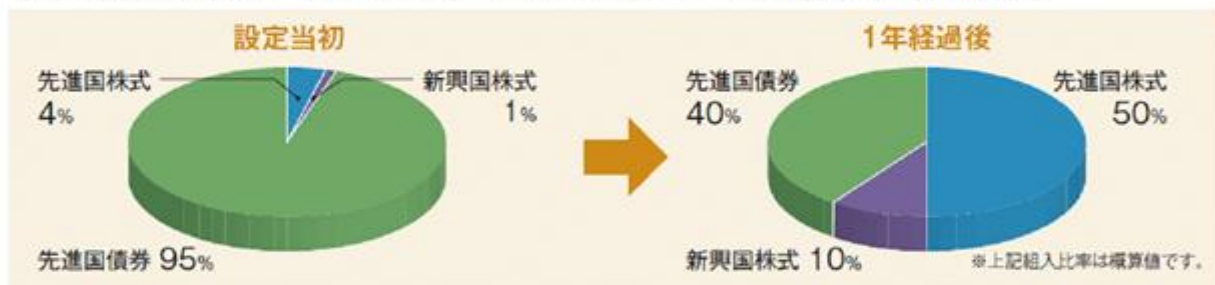 設定当初
先進国株式
4%
新興国株式
1%
先進国債券 95%
1年経過後
先進国債券
40%
先進国株式
50%
新興国株式 10%
※上記組入比率は概算値です。